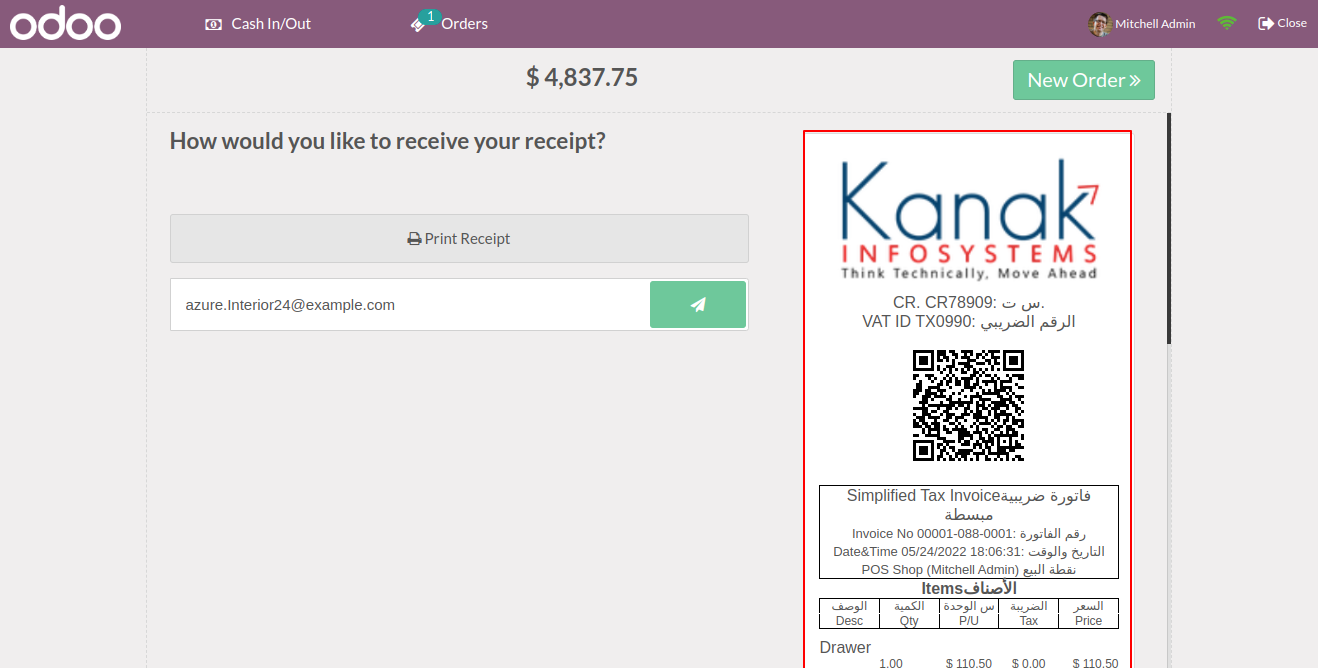 odoo
Cash In/Out
1
Orders
Mitchell Admin
Close
$ 4,837.75
New Order »
How would you like to receive your receipt?
Print Receipt
azure.Interior24@example.com
Kanak
INFOSYSTEMS
Think Technically, Move Ahead
CR. CR78909: س ت.
VAT ID TX0990: الرقم الضريبي
Simplified Tax Invoiceفاتورة ضريبية
مبسطة
Invoice No 00001-088-0001: رقم الفاتورة
Date&Time 05/24/2022 18:06:31: التاريخ والوقت
POS Shop (Mitchell Admin) نقطة البيع
Itemsالأصناف
الوصف الكمية س الوحدة الضريبة السعر
Desc Qty P/U Tax Price
Drawer
1.00 $ 110.50 $ 0.00 $ 110.50